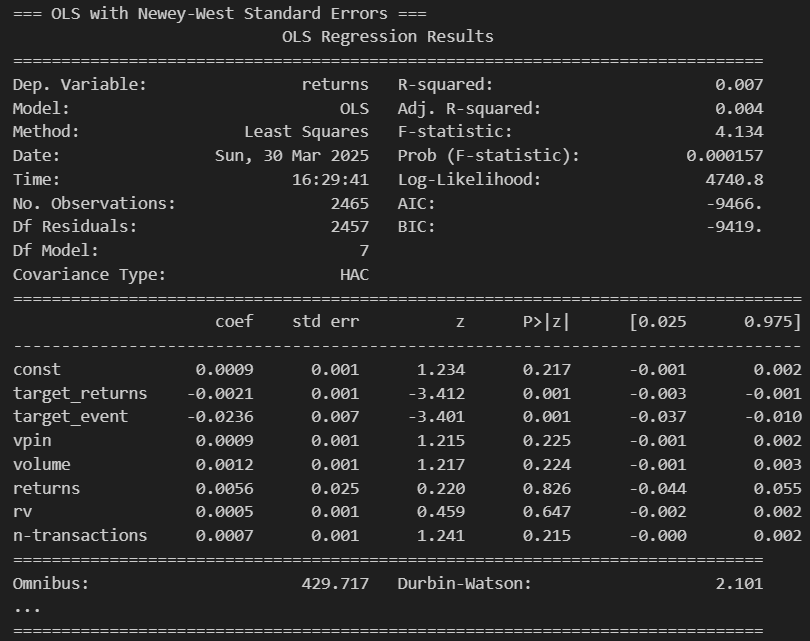 === OLS with Newey-West Standard Errors ===
                            OLS Regression Results
==============================================================================
Dep. Variable:                returns   R-squared:                       0.007
Model:                            OLS   Adj. R-squared:                  0.004
Method:                 Least Squares   F-statistic:                     4.134
Date:                Sun, 30 Mar 2025   Prob (F-statistic):           0.000157
Time:                        16:29:41   Log-Likelihood:                 4740.8
No. Observations:                2465   AIC:                            -9466.
Df Residuals:                    2457   BIC:                            -9419.
Df Model:                           7
Covariance Type:                  HAC
==================================================================================
                     coef    std err          z      P>|z|      [0.025      0.975]
----------------------------------------------------------------------------------
const              0.0009      0.001      1.234      0.217      -0.001       0.002
target_returns    -0.0021      0.001     -3.412      0.001      -0.003      -0.001
target_event      -0.0236      0.007     -3.401      0.001      -0.037      -0.010
vpin               0.0009      0.001      1.215      0.225      -0.001       0.002
volume             0.0012      0.001      1.217      0.224      -0.001       0.003
returns            0.0056      0.025      0.220      0.826      -0.044       0.055
rv                 0.0005      0.001      0.459      0.647      -0.002       0.002
n-transactions     0.0007      0.001      1.241      0.215      -0.000       0.002
==============================================================================
Omnibus:                      429.717   Durbin-Watson:                   2.101
...
==============================================================================